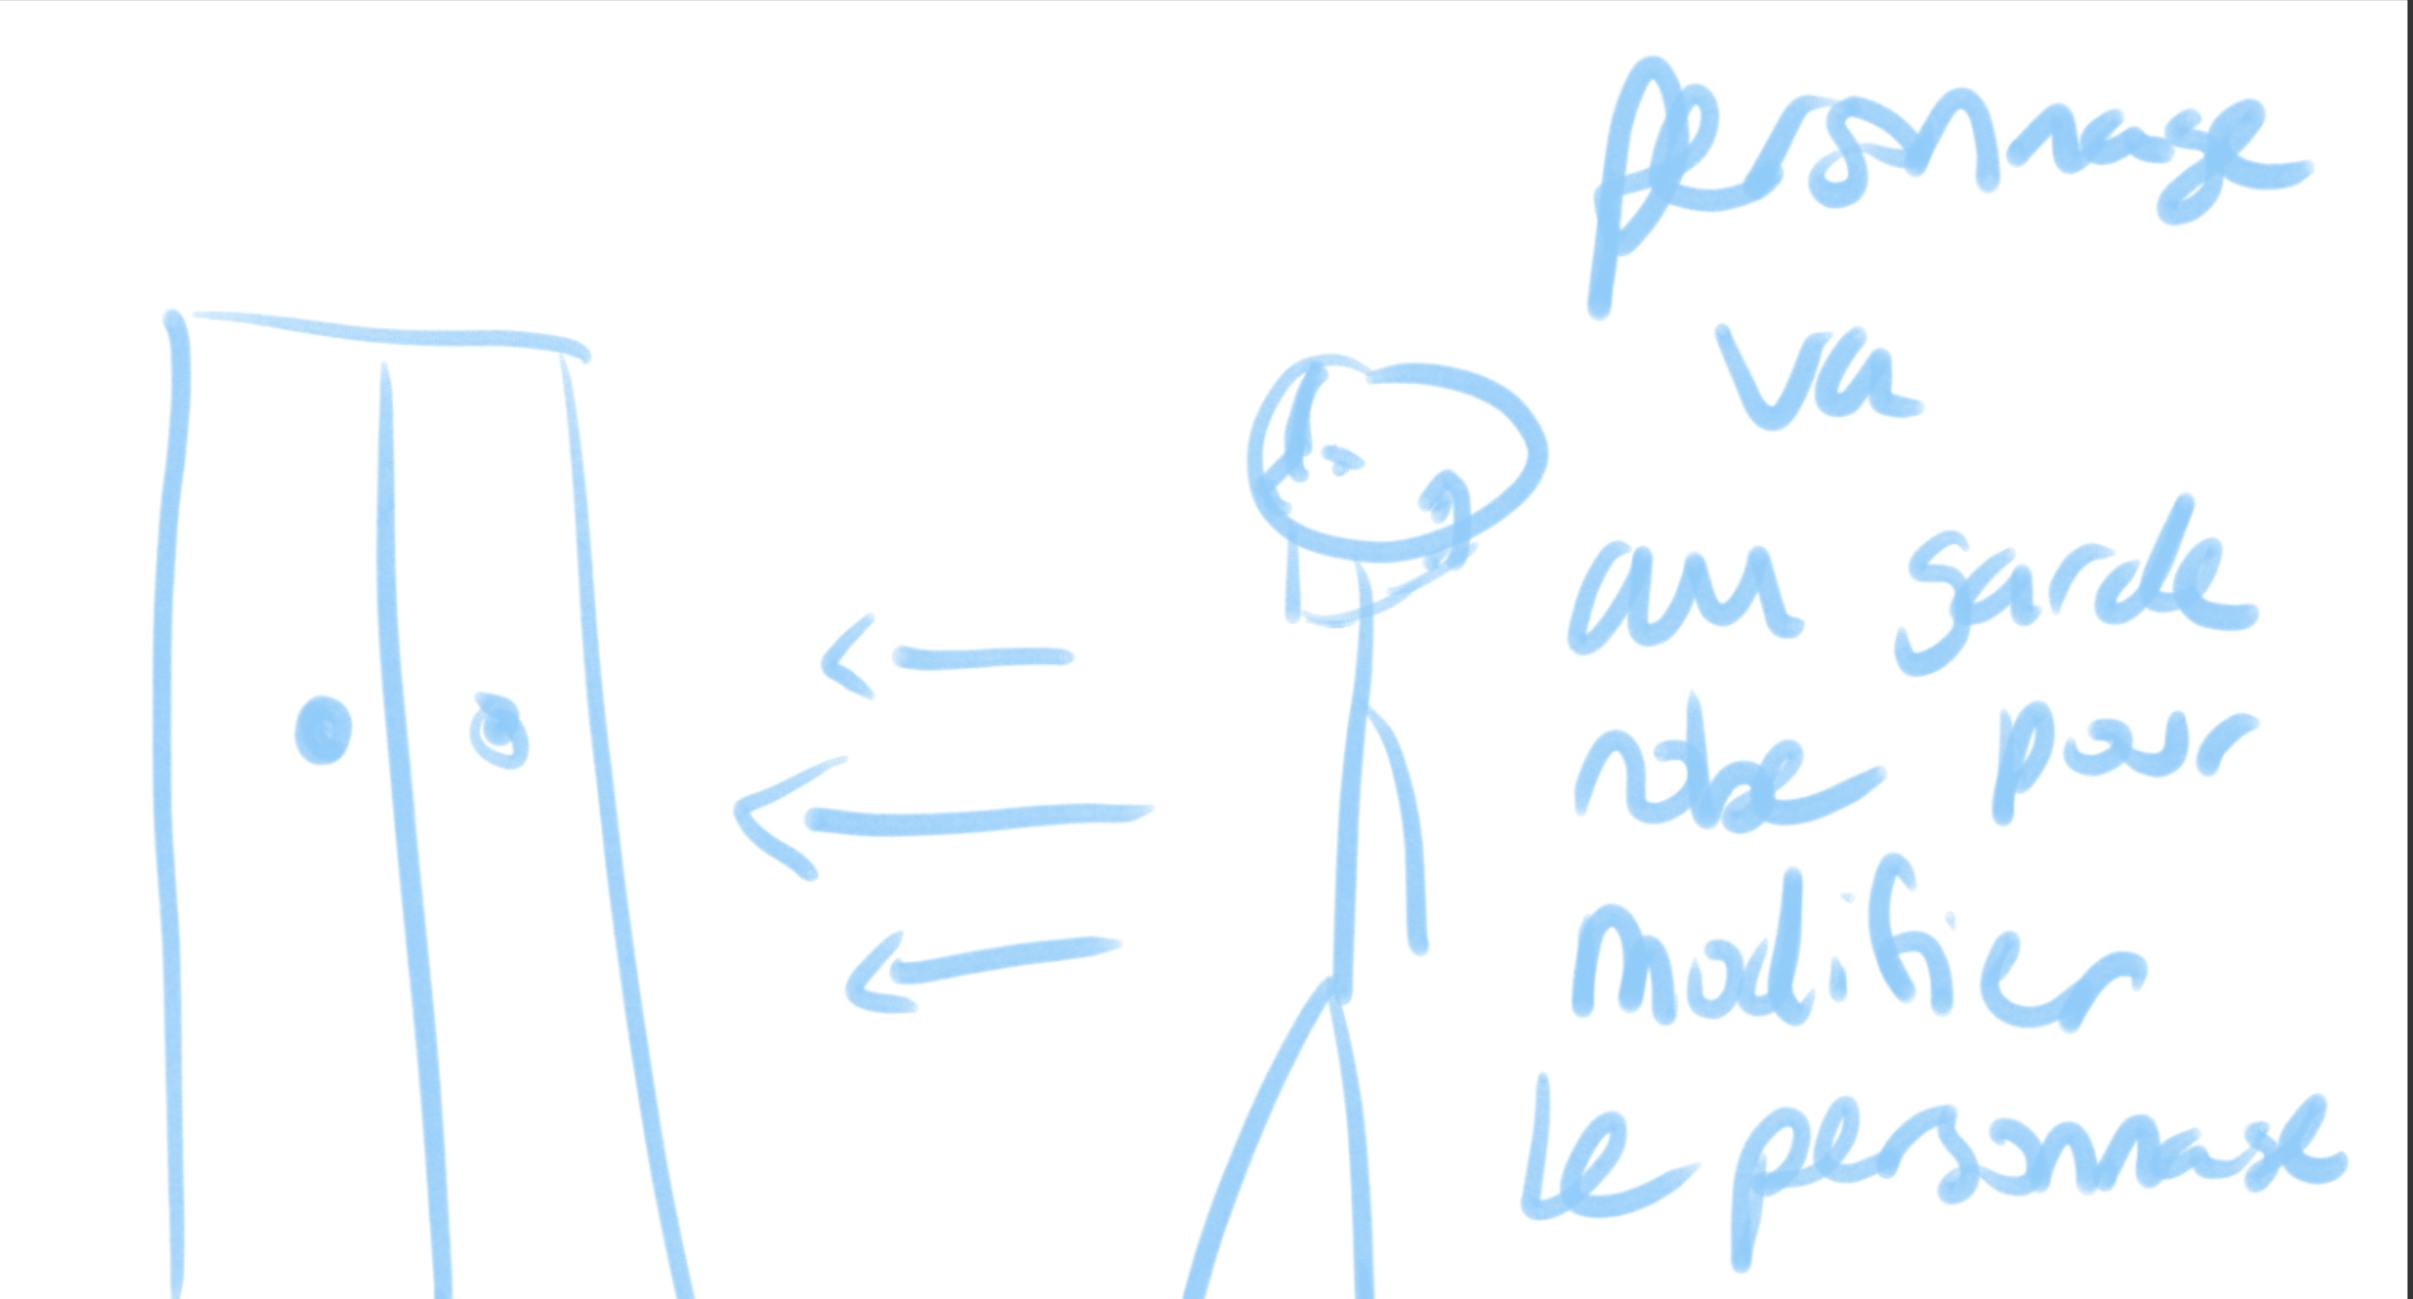 personnage
va
au garde
robe pour
modifier
le personnage